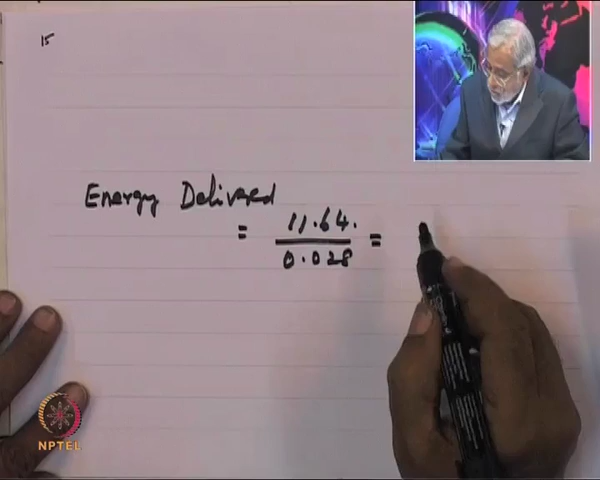 15
Energy Delivered
= 11.64. / 0.028 =
NPTEL